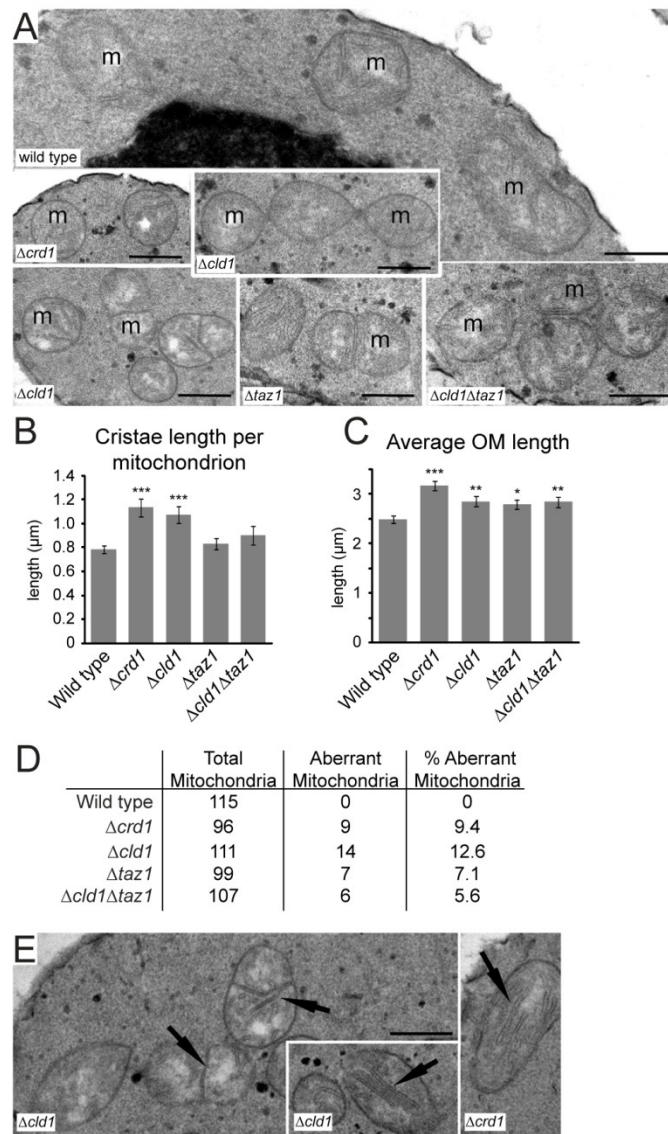 A
m
m
wild type
m
m
Δcrd1
m
m
Δcld1
m
m
Δcld1
m
Δtaz1
m
m
Δcld1Δtaz1
B
Cristae length per
mitochondrion
length (µm)
1.4
1.2
1.0
0.8
0.6
0.4
0.2
0
***
***
Wild type
Δcrd1
Δcld1
Δtaz1
Δcld1Δtaz1
C
Average OM length
length (µm)
3
2
1
0
***
**
*
**
Wild type
Δcrd1
Δcld1
Δtaz1
Δcld1Δtaz1
D
Total Mitochondria Aberrant Mitochondria % Aberrant Mitochondria
Wild type 115 0 0
Δcrd1 96 9 9.4
Δcld1 111 14 12.6
Δtaz1 99 7 7.1
Δcld1Δtaz1 107 6 5.6
E
Δcld1
Δcld1
Δcrd1